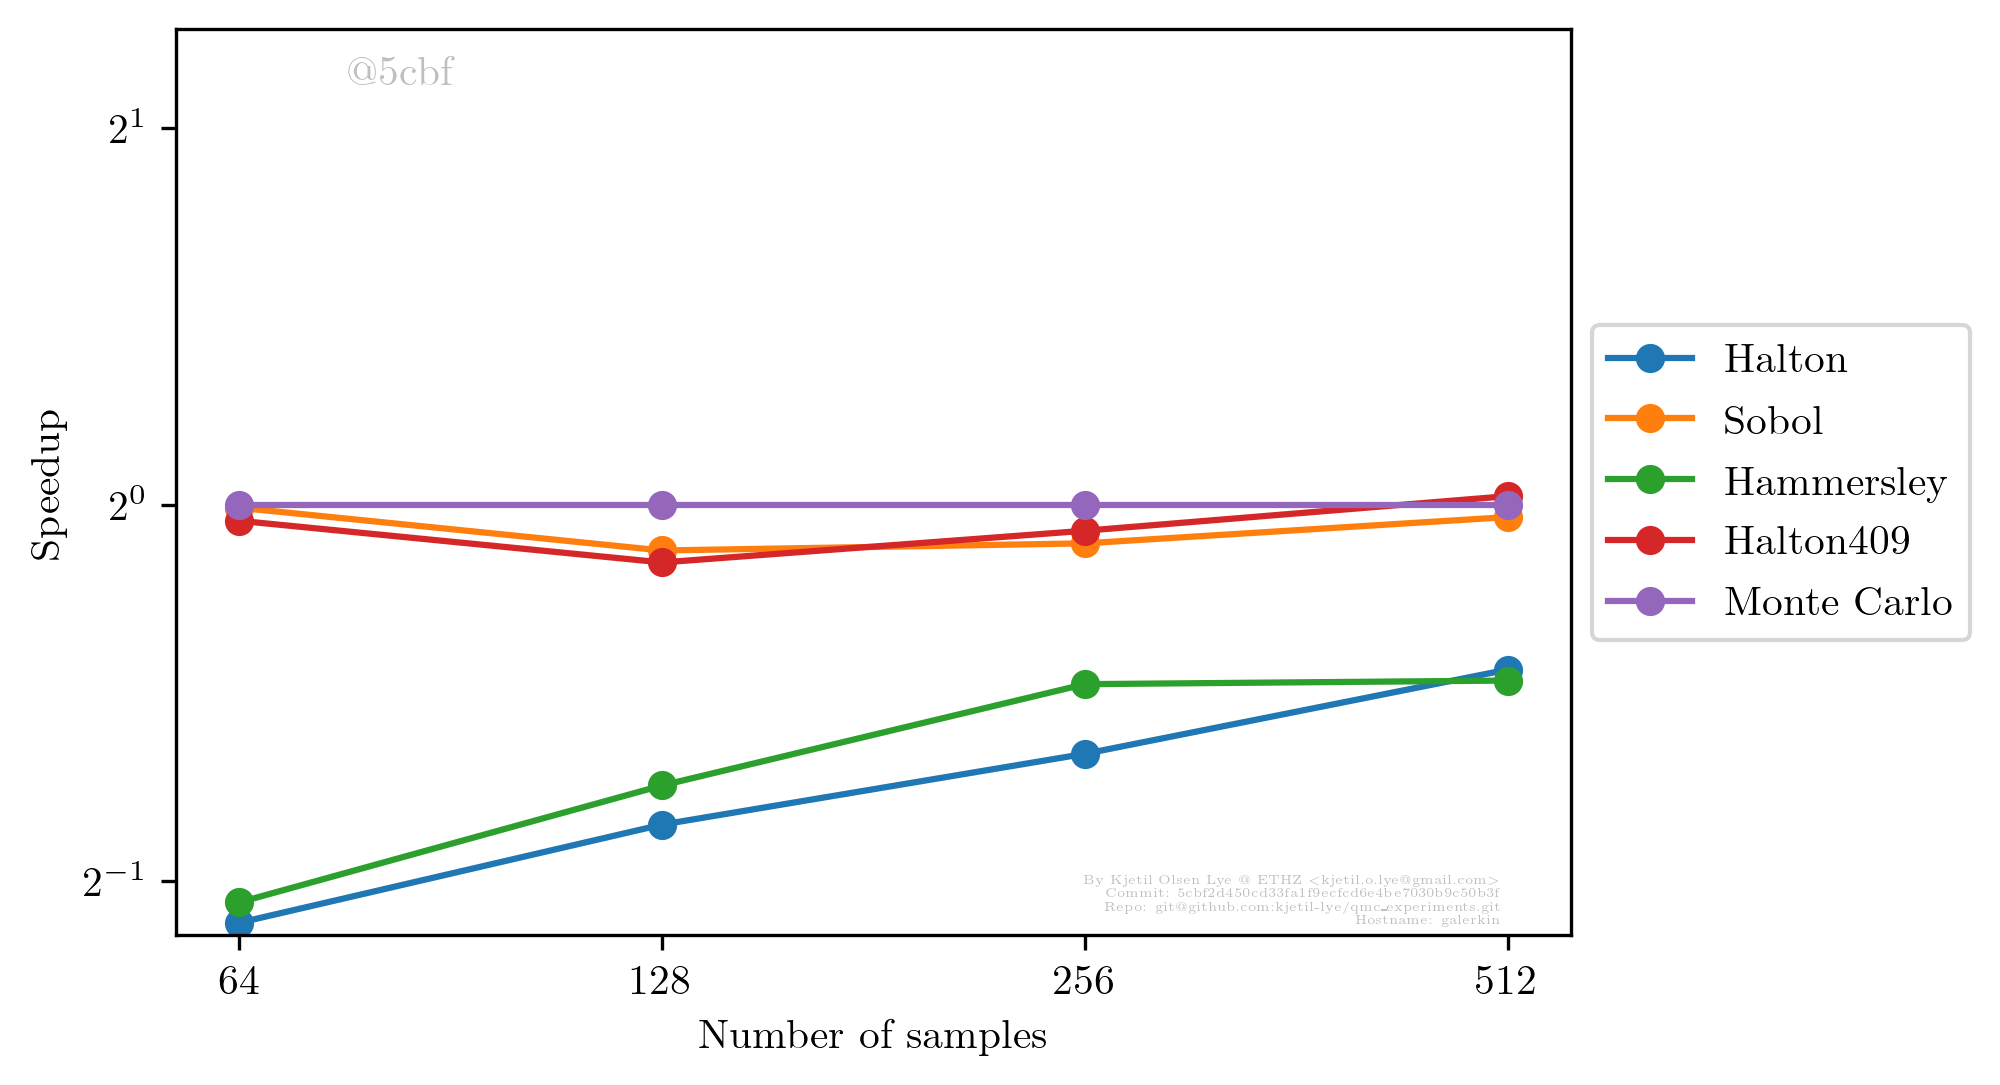 @5cbf
2^1
2^0
2^{-1}
Speedup
64 128 256 512
Number of samples
Halton
Sobol
Hammersley
Halton409
Monte Carlo
By Kjetil Olsen Lye @ ETHZ <kjetil.o.lye@gmail.com>
Commit: 5cbf2d450cd33fa1f9ecfcd6e4be7030b9c50b3f
Repo: git@github.com:kjetil-lye/qmc_experiments.git
Hostname: galerkin